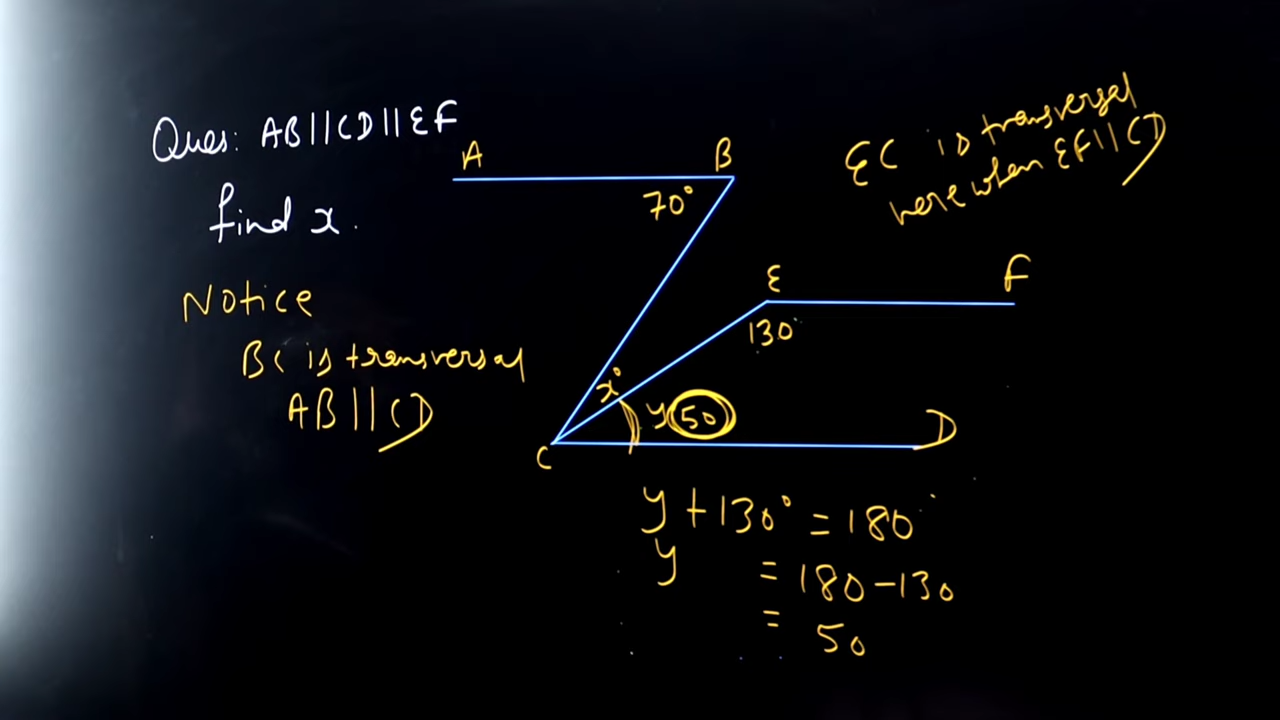 Ques: AB||CD||EF
find x.
Notice
BC is transversal
AB||CD
EC is transversal
here when EF||CD
A
B
70°
E
F
130°
x°
y 50
C
D
y + 130° = 180
y = 180 - 130
= 50